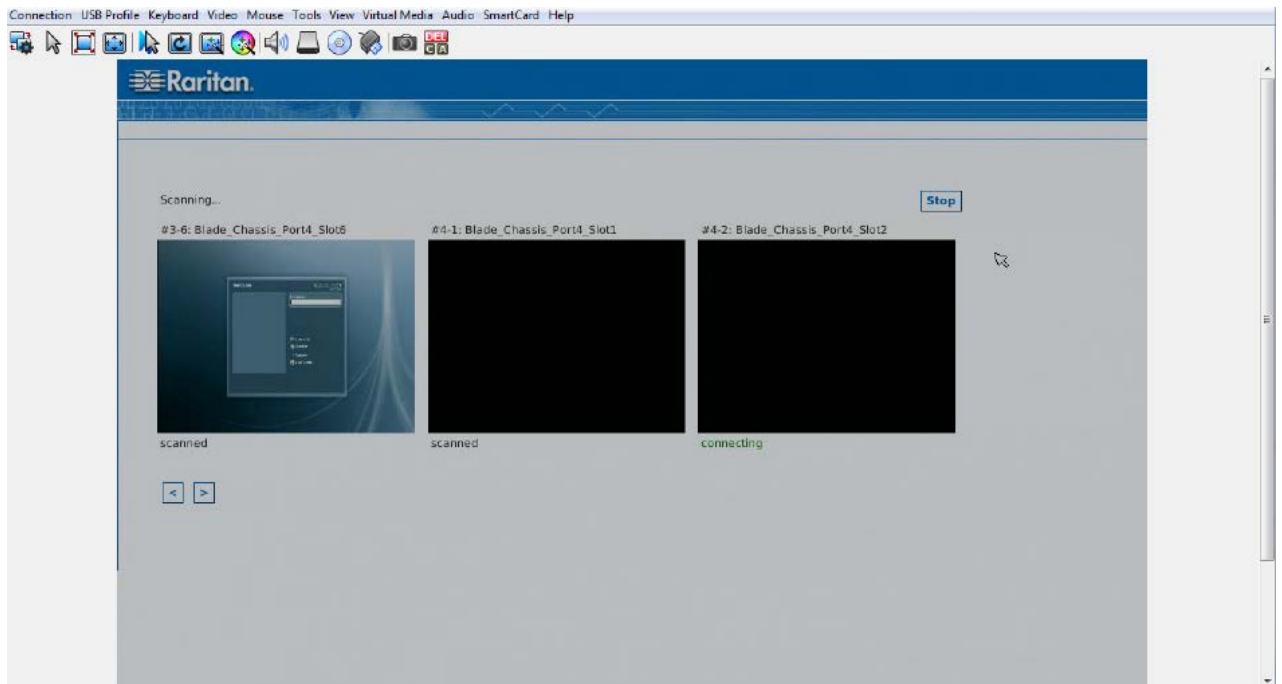 Connection USB Profile Keyboard Video Mouse Tools View Virtual Media Audio SmartCard Help
DEL
C A
Raritan.
Scanning...
Stop
#3-6: Blade_Chassis_Port4_Slot6
#4-1: Blade_Chassis_Port4_Slot1
#4-2: Blade_Chassis_Port4_Slot2
scanned
scanned
connecting
<
>